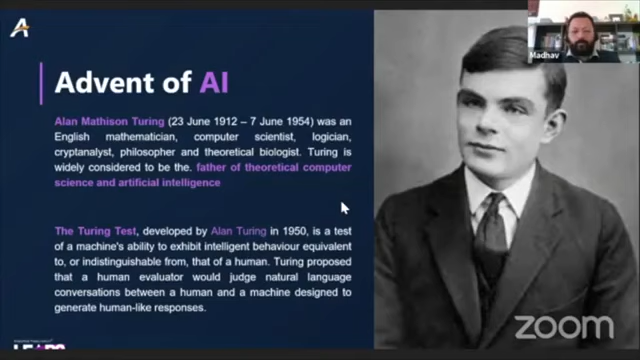 Madhav
Advent of AI
Alan Mathison Turing (23 June 1912 – 7 June 1954) was an
English mathematician, computer scientist, logician,
cryptanalyst, philosopher and theoretical biologist. Turing is
widely considered to be the. father of theoretical computer
science and artificial intelligence
The Turing Test, developed by Alan Turing in 1950, is a test
of a machine's ability to exhibit intelligent behaviour equivalent
to, or indistinguishable from, that of a human. Turing proposed
that a human evaluator would judge natural language
conversations between a human and a machine designed to
generate human-like responses.
zoom